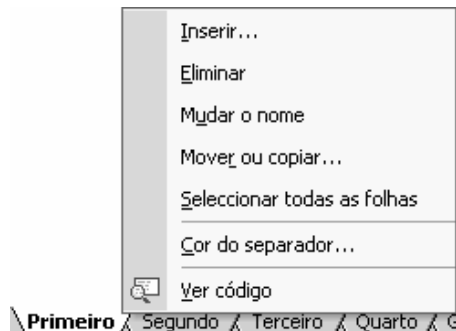 Inserir...
Eliminar
Mudar o nome
Mover ou copiar...
Seleccionar todas as folhas
Cor do separador...
Ver código
Primeiro / Segundo / Terceiro / Quarto /